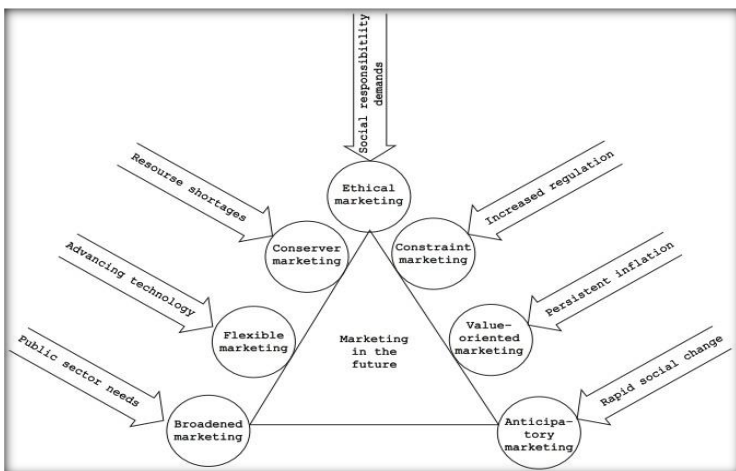 Social responsibitlity
demands
Ethical
marketing
Resourse shortages
Conserver
marketing
Increased regulation
Constraint
marketing
Advancing technology
Flexible
marketing
Persistent inflation
Value-
oriented
marketing
Marketing
in the
future
Public sector needs
Broadened
marketing
Rapid social change
Anticipa-
tory
marketing